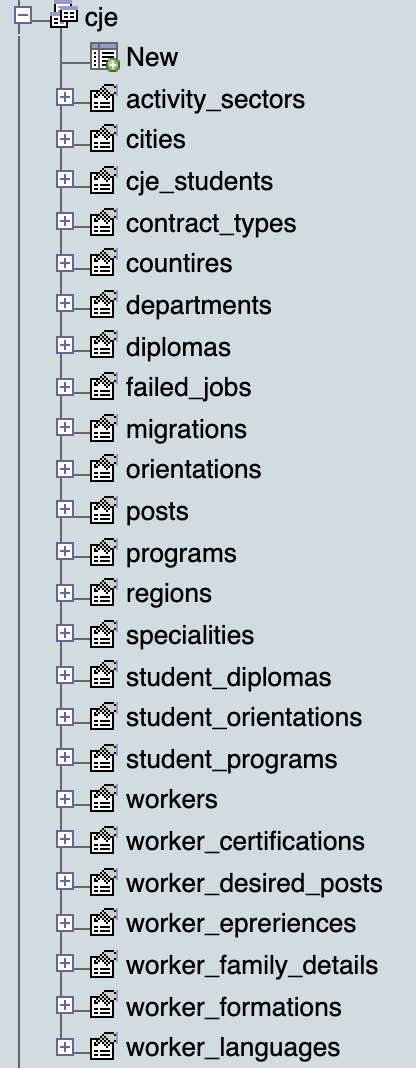 cje
New
activity_sectors
cities
cje_students
contract_types
countires
departments
diplomas
failed_jobs
migrations
orientations
posts
programs
regions
specialities
student_diplomas
student_orientations
student_programs
workers
worker_certifications
worker_desired_posts
worker_epreriences
worker_family_details
worker_formations
worker_languages